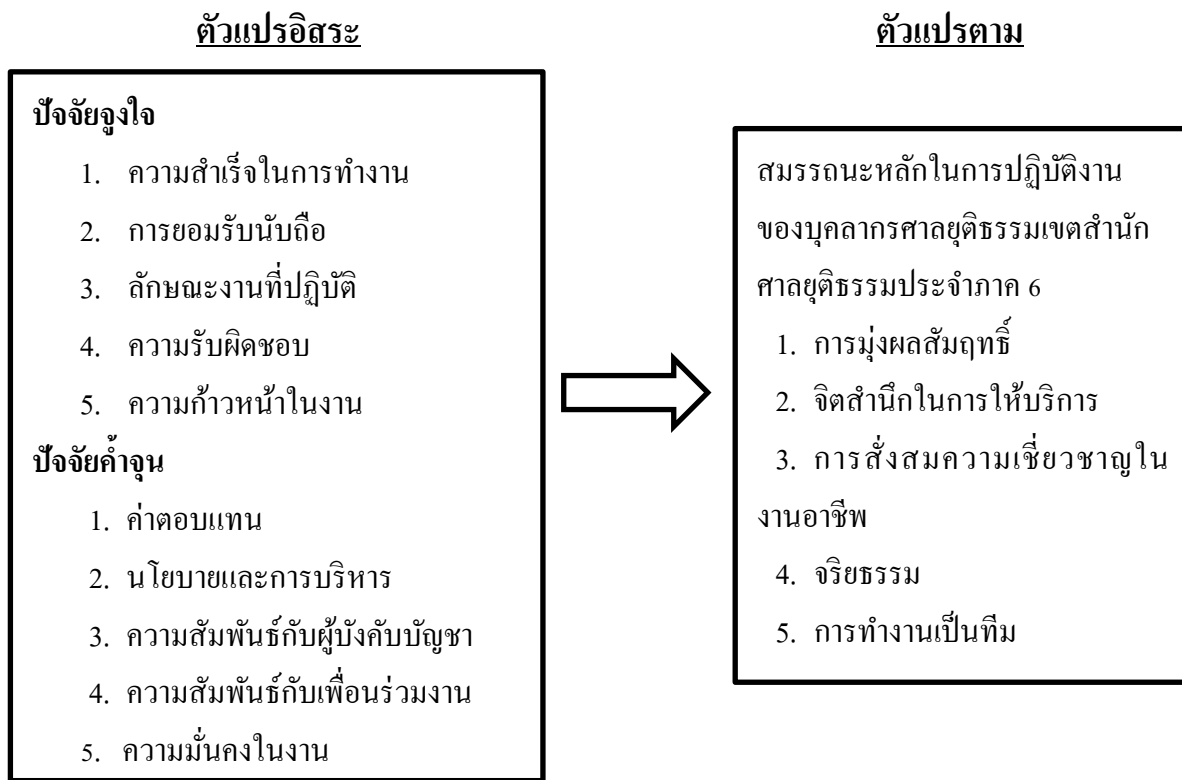 ตัวแปรอิสระ
ตัวแปรตาม
ปัจจัยจูงใจ
1. ความสำเร็จในการทำงาน
2. การยอมรับนับถือ
3. ลักษณะงานที่ปฏิบัติ
4. ความรับผิดชอบ
5. ความก้าวหน้าในงาน
ปัจจัยค้ำจุน
1. ค่าตอบแทน
2. นโยบายและการบริหาร
3. ความสัมพันธ์กับผู้บังคับบัญชา
4. ความสัมพันธ์กับเพื่อนร่วมงาน
5. ความมั่นคงในงาน
สมรรถนะหลักในการปฏิบัติงาน
ของบุคลากรศาลยุติธรรมเขตสำนัก
ศาลยุติธรรมประจำภาค 6
1. การมุ่งผลสัมฤทธิ์
2. จิตสำนึกในการให้บริการ
3. การสั่งสมความเชี่ยวชาญใน
งานอาชีพ
4. จริยธรรม
5. การทำงานเป็นทีม